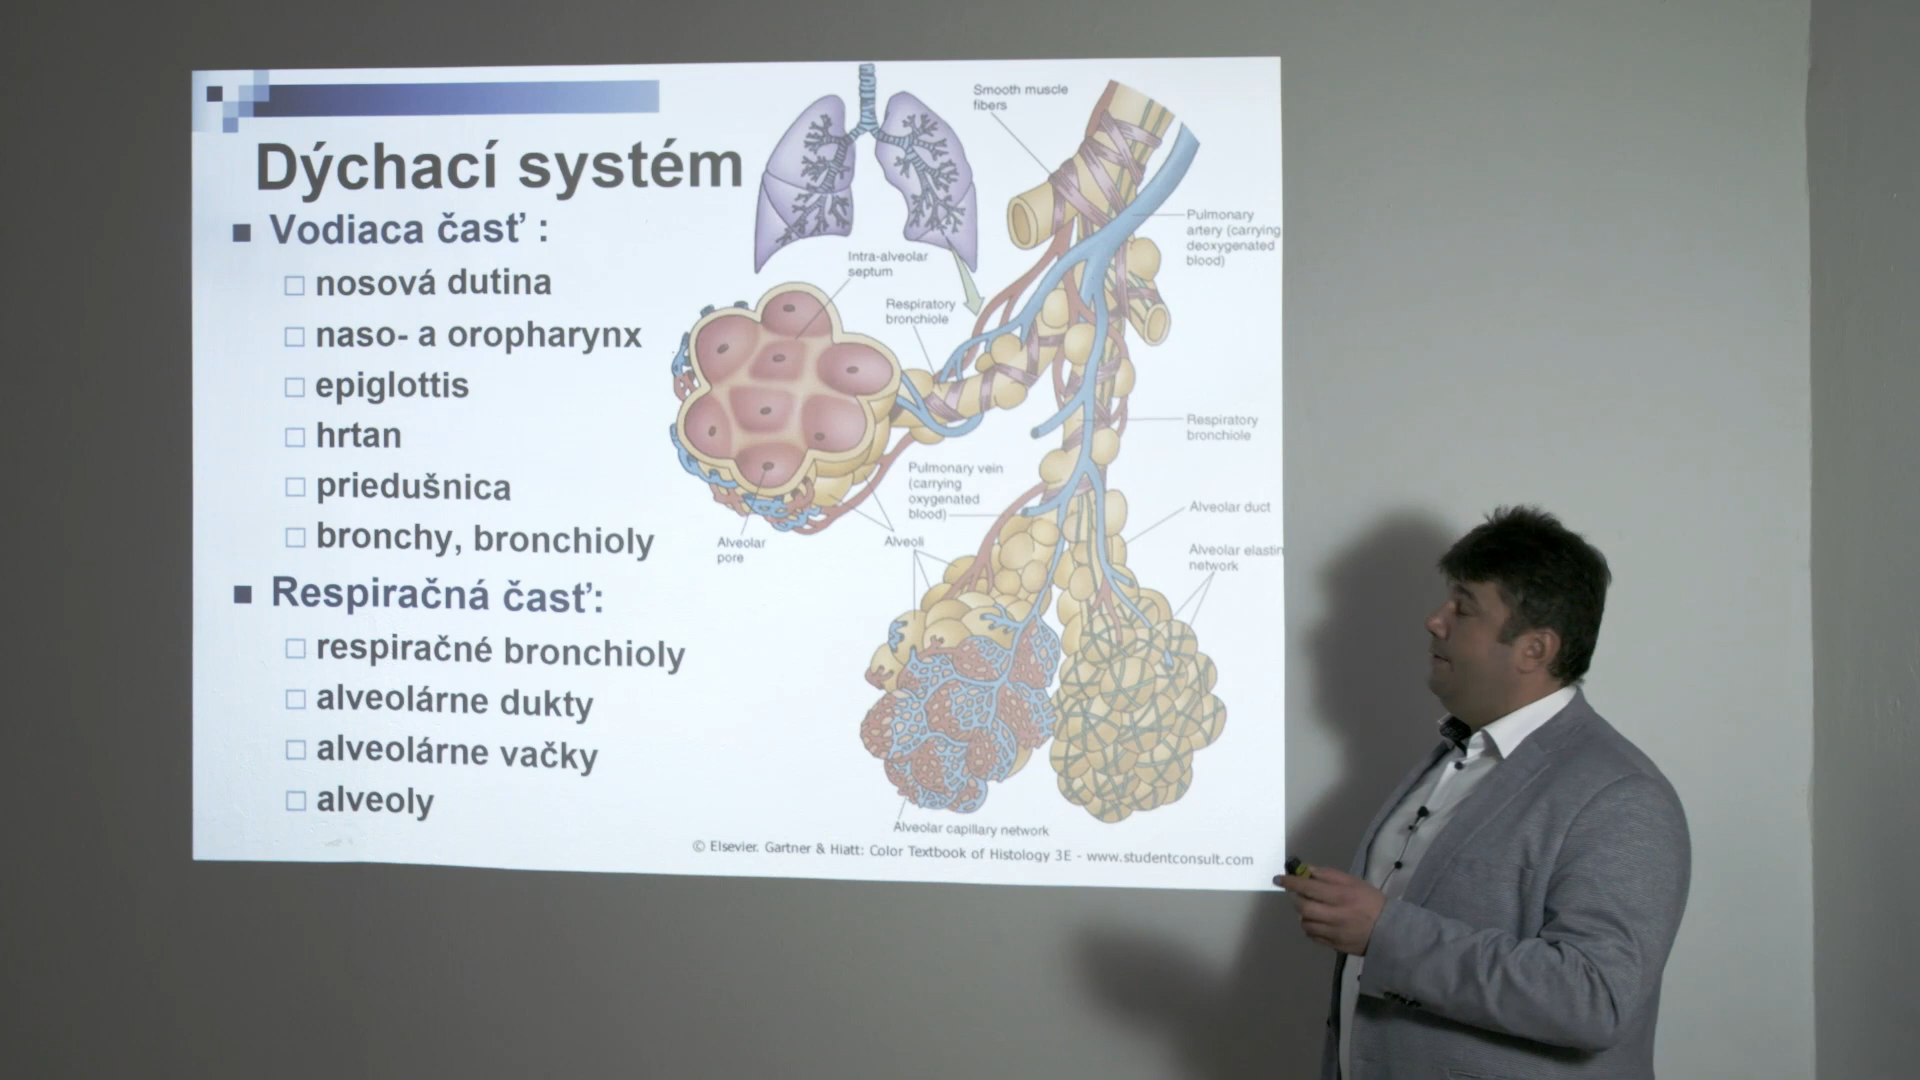 Dýchací systém
Vodiaca časť :
nosová dutina
naso- a oropharynx
epiglottis
hrtan
priedušnica
bronchy, bronchioly
Respiračná časť:
respiračné bronchioly
alveolárne dukty
alveolárne vačky
alveoly
Smooth muscle
fibers
Pulmonary
artery (carrying
deoxygenated
blood)
Intra-alveolar
septum
Respiratory
bronchiole
Respiratory
bronchiole
Pulmonary vein
(carrying
oxygenated
blood)
Alveolar duct
Alveolar
pore
Alveoli
Alveolar elastin
network
Alveolar capillary network
© Elsevier. Gartner & Hiatt: Color Textbook of Histology 3E - www.studentconsult.com